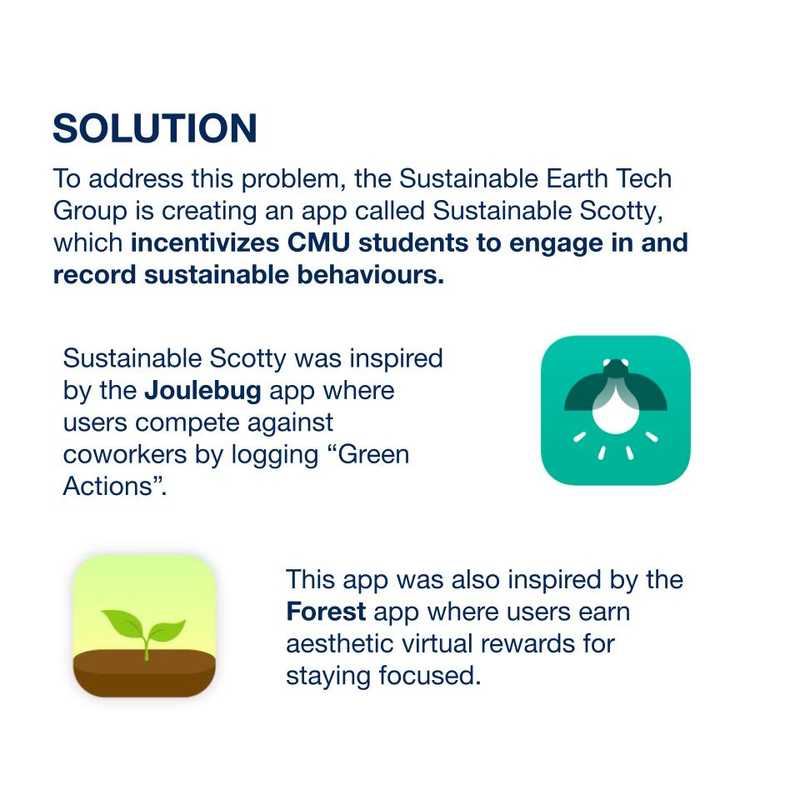 SOLUTION
To address this problem, the Sustainable Earth Tech
Group is creating an app called Sustainable Scotty,
which incentivizes CMU students to engage in and
record sustainable behaviours.
Sustainable Scotty was inspired
by the Joulebug app where
users compete against
coworkers by logging “Green
Actions”.
This app was also inspired by the
Forest app where users earn
aesthetic virtual rewards for
staying focused.